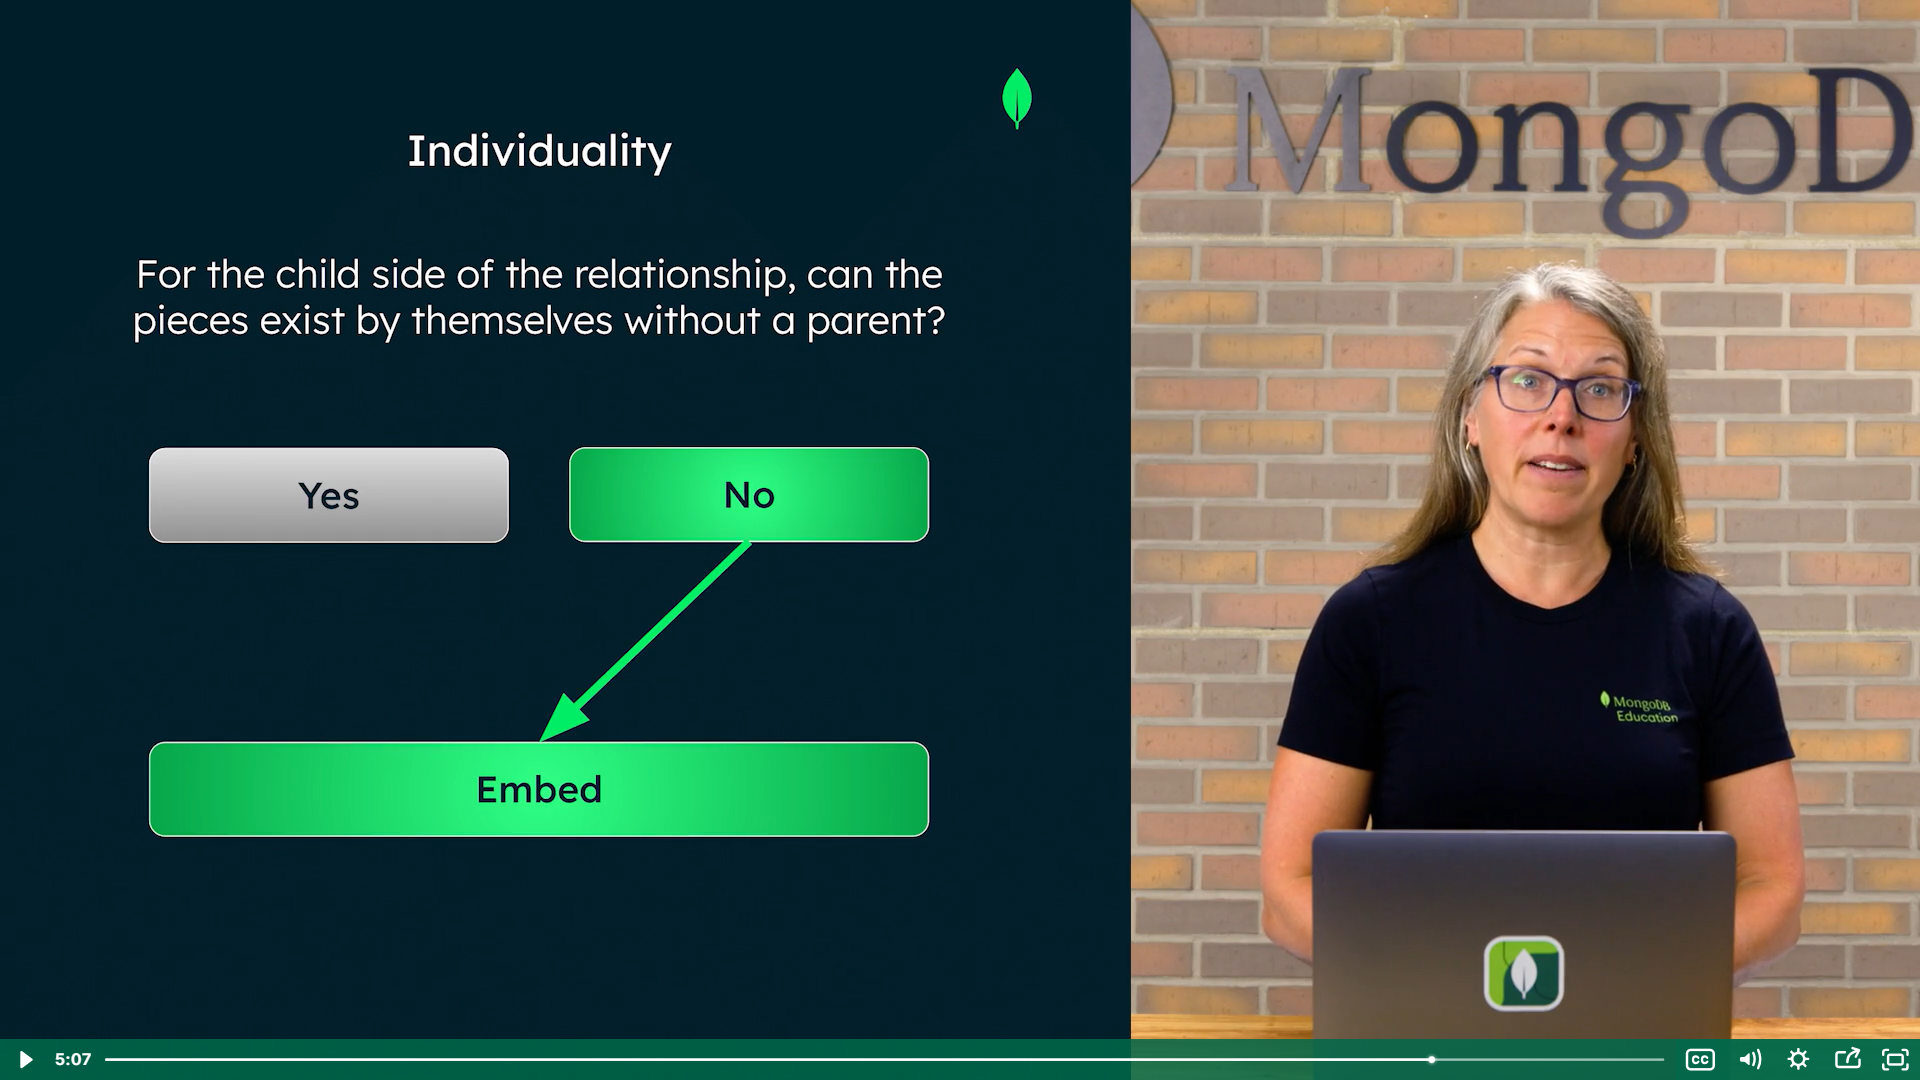 Individuality
For the child side of the relationship, can the
pieces exist by themselves without a parent?
Yes
No
Embed
MongoD
MongoDB
Education
5:07
CC